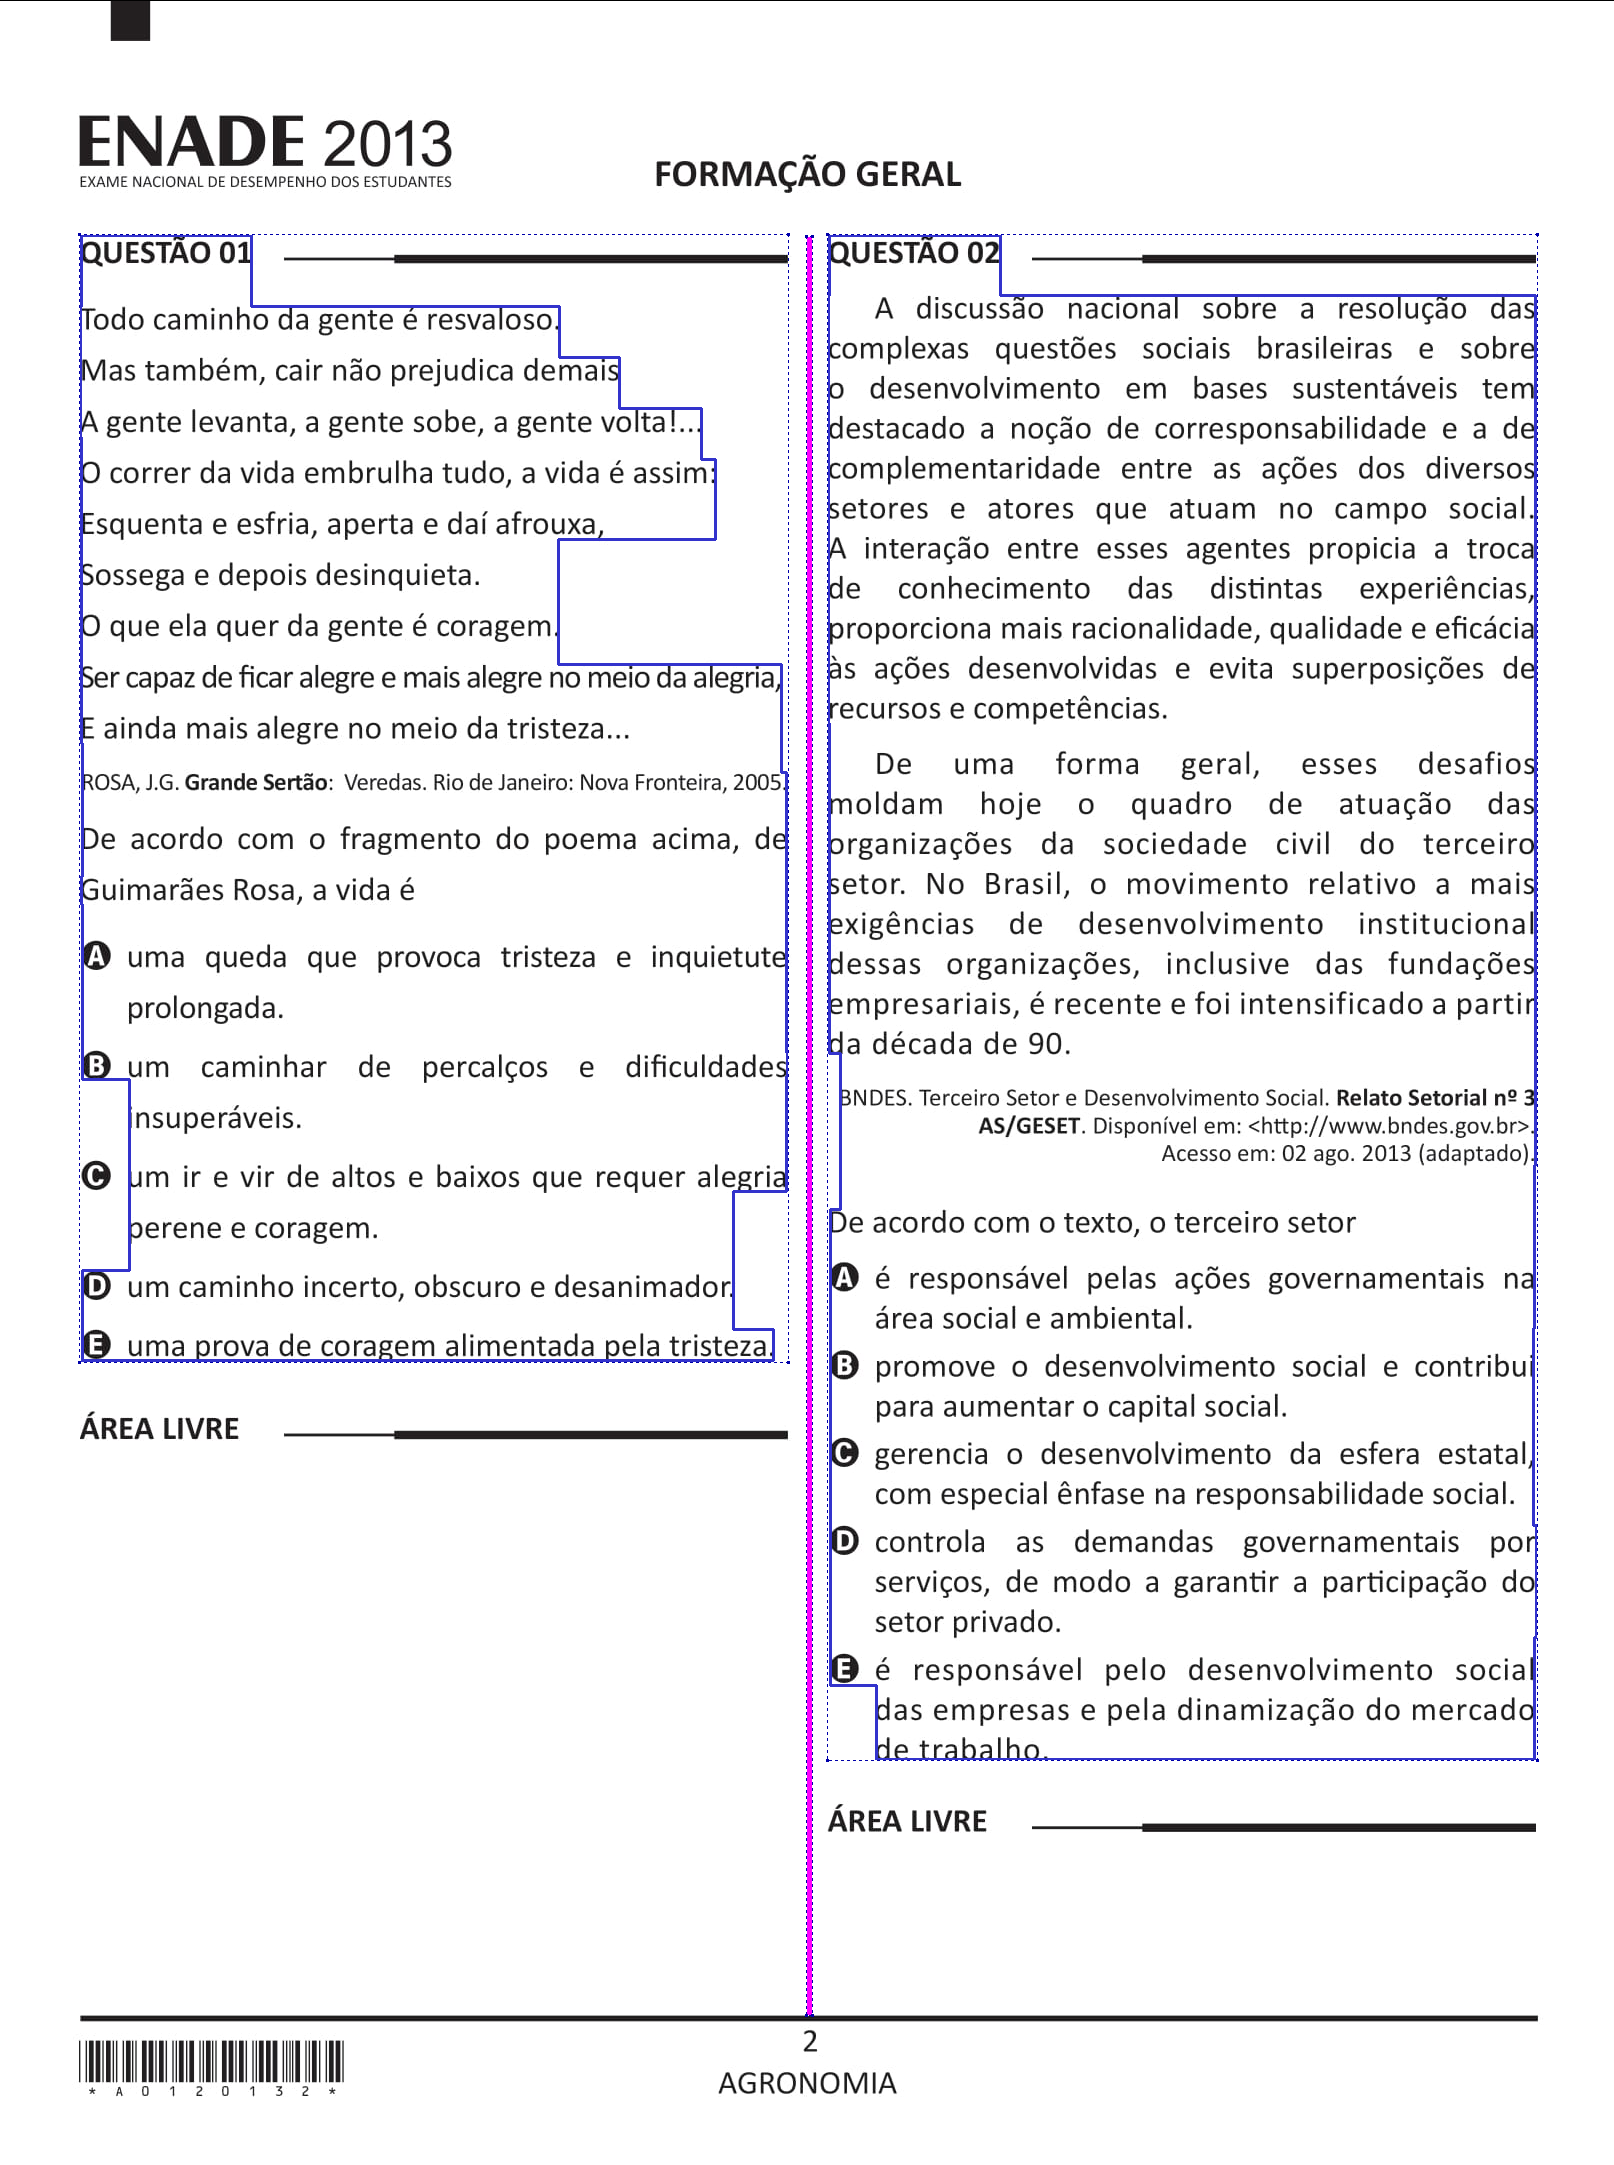 ENADE 2013
EXAME NACIONAL DE DESEMPENHO DOS ESTUDANTES
FORMAÇÃO GERAL
QUESTÃO 01
Todo caminho da gente é resvaloso.
Mas também, cair não prejudica demais
A gente levanta, a gente sobe, a gente volta!...
O correr da vida embrulha tudo, a vida é assim:
Esquenta e esfria, aperta e daí afrouxa,
Sossega e depois desinquieta.
O que ela quer da gente é coragem.
Ser capaz de ficar alegre e mais alegre no meio da alegria,
E ainda mais alegre no meio da tristeza...
ROSA, J.G. Grande Sertão: Veredas. Rio de Janeiro: Nova Fronteira, 2005.
De acordo com o fragmento do poema acima, de
Guimarães Rosa, a vida é
A uma queda que provoca tristeza e inquietute
prolongada.
B um caminhar de percalços e dificuldades
insuperáveis.
C um ir e vir de altos e baixos que requer alegria
perene e coragem.
D um caminho incerto, obscuro e desanimador.
E uma prova de coragem alimentada pela tristeza.
ÁREA LIVRE
QUESTÃO 02
A discussão nacional sobre a resolução das
complexas questões sociais brasileiras e sobre
o desenvolvimento em bases sustentáveis tem
destacado a noção de corresponsabilidade e a de
complementaridade entre as ações dos diversos
setores e atores que atuam no campo social.
A interação entre esses agentes propicia a troca
de conhecimento das distintas experiências,
proporciona mais racionalidade, qualidade e eficácia
às ações desenvolvidas e evita superposições de
recursos e competências.
De uma forma geral, esses desafios
moldam hoje o quadro de atuação das
organizações da sociedade civil do terceiro
setor. No Brasil, o movimento relativo a mais
exigências de desenvolvimento institucional
dessas organizações, inclusive das fundações
empresariais, é recente e foi intensificado a partir
da década de 90.
BNDES. Terceiro Setor e Desenvolvimento Social. Relato Setorial nº 3
AS/GESET. Disponível em: <http://www.bndes.gov.br>.
Acesso em: 02 ago. 2013 (adaptado).
De acordo com o texto, o terceiro setor
A é responsável pelas ações governamentais na
área social e ambiental.
B promove o desenvolvimento social e contribui
para aumentar o capital social.
C gerencia o desenvolvimento da esfera estatal,
com especial ênfase na responsabilidade social.
D controla as demandas governamentais por
serviços, de modo a garantir a participação do
setor privado.
E é responsável pelo desenvolvimento social
das empresas e pela dinamização do mercado
de trabalho.
ÁREA LIVRE
2
AGRONOMIA
* A 0 1 2 0 1 3 2 *